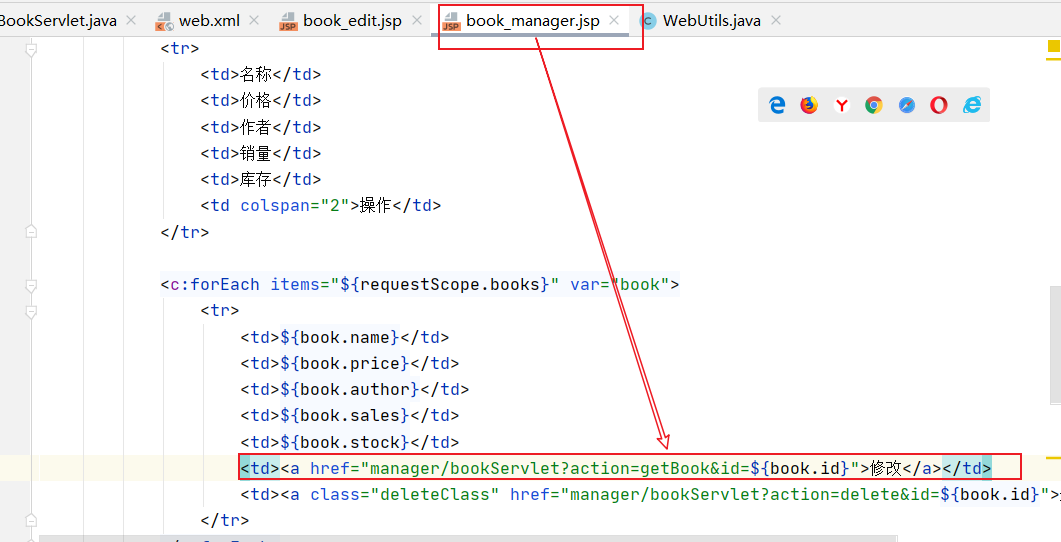 BookServlet.java web.xml book_edit.jsp book_manager.jsp WebUtils.java
<tr>
<td>名称</td>
<td>价格</td>
<td>作者</td>
<td>销量</td>
<td>库存</td>
<td colspan="2">操作</td>
</tr>
<c:forEach items="${requestScope.books}" var="book">
<tr>
<td>${book.name}</td>
<td>${book.price}</td>
<td>${book.author}</td>
<td>${book.sales}</td>
<td>${book.stock}</td>
<td><a href="manager/bookServlet?action=getBook&id=${book.id}">修改</a></td>
<td><a class="deleteClass" href="manager/bookServlet?action=delete&id=${book.id}">
</tr>